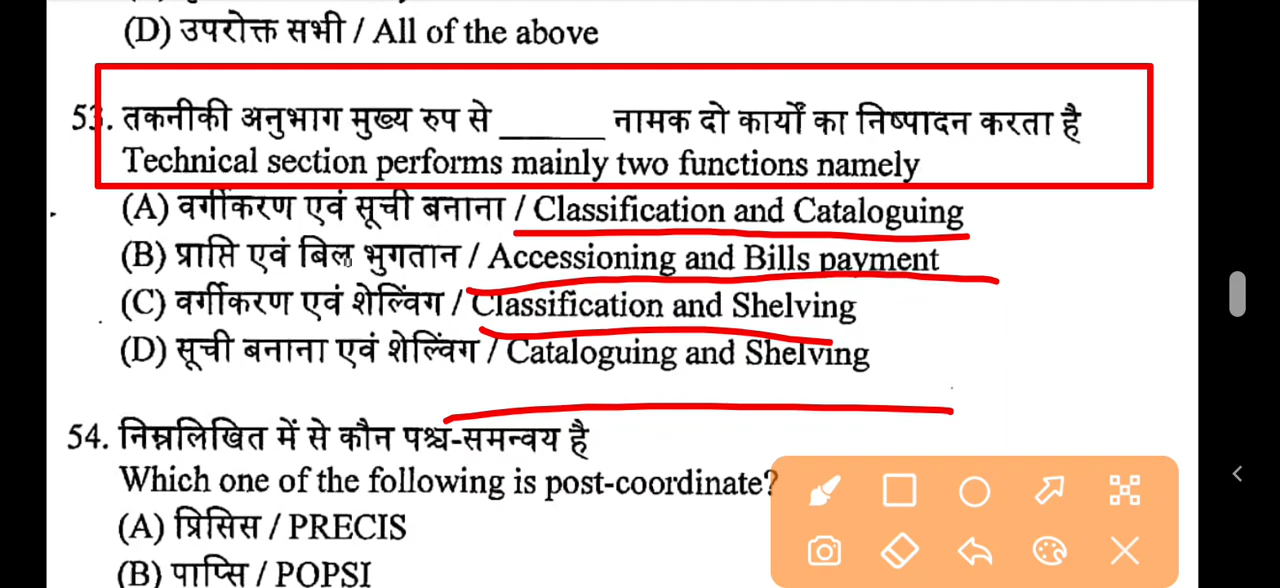 (D) उपरोक्त सभी / All of the above
53. तकनीकी अनुभाग मुख्य रुप से ______ नामक दो कार्यों का निष्पादन करता है
Technical section performs mainly two functions namely
(A) वर्गीकरण एवं सूची बनाना / Classification and Cataloguing
(B) प्राप्ति एवं बिल भुगतान / Accessioning and Bills payment
(C) वर्गीकरण एवं शेल्विंग / Classification and Shelving
(D) सूची बनाना एवं शेल्विंग / Cataloguing and Shelving
54. निम्नलिखित में से कौन पश्च-समन्वय है
Which one of the following is post-coordinate?
(A) प्रिसिस / PRECIS
(B) पाप्सि / POPSI